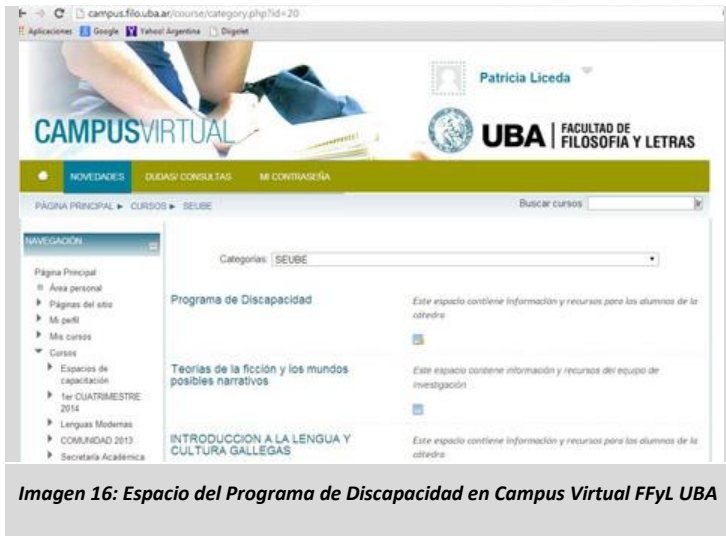 campus.filo.uba.ar/course/category.php?id=20
Aplicaciones Google Yahoo! Argentina Diigolet
Patricia Liceda
CAMPUSVIRTUAL
UBA FACULTAD DE
FILOSOFIA Y LETRAS
NOVEDADES DUDAS/ CONSULTAS MI CONTRASEÑA
PÁGINA PRINCIPAL ► CURSOS ► SEUBE Buscar cursos
NAVEGACIÓN
Categorías: SEUBE
Página Principal
Área personal
Páginas del sitio
Mi perfil
Mis cursos
Cursos
Espacios de
capacitación
1er CUATRIMESTRE
2014
Lenguas Modernas
COMUNIDAD 2013
Secretaría Académica
Programa de Discapacidad
Este espacio contiene información y recursos para los alumnos de la
cátedra
Teorías de la ficción y los mundos
posibles narrativos
Este espacio contiene información y recursos del equipo de
investigación
INTRODUCCION A LA LENGUA Y
CULTURA GALLEGAS
Este espacio contiene información y recursos para los alumnos de la
cátedra
Imagen 16: Espacio del Programa de Discapacidad en Campus Virtual FFyL UBA